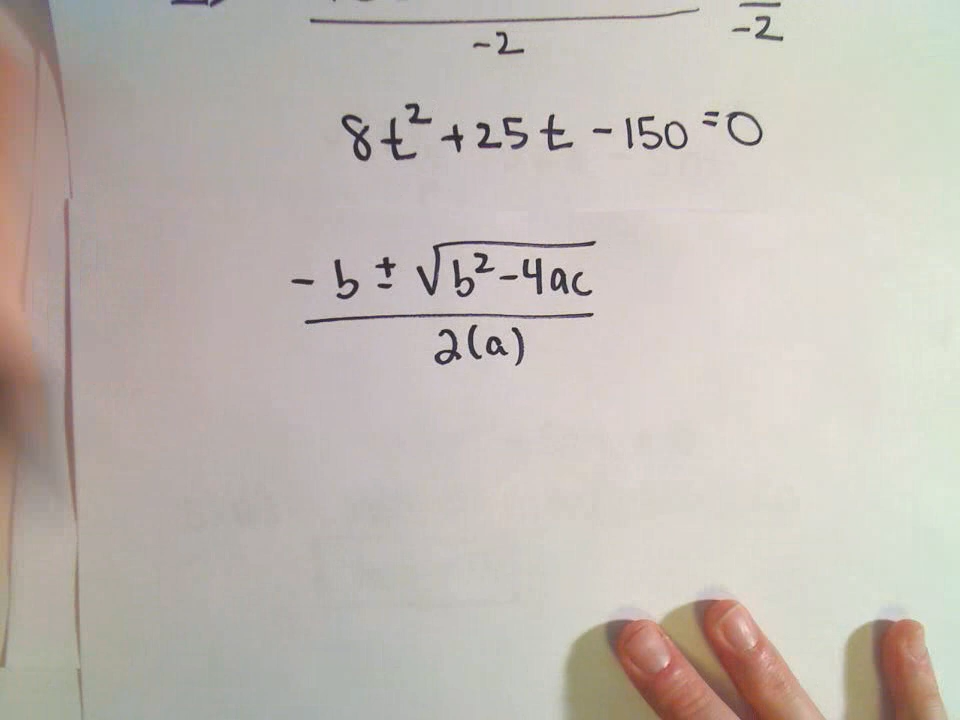 -2 -2
8t² + 25t - 150 = 0
- b ± √b² - 4ac
2(a)